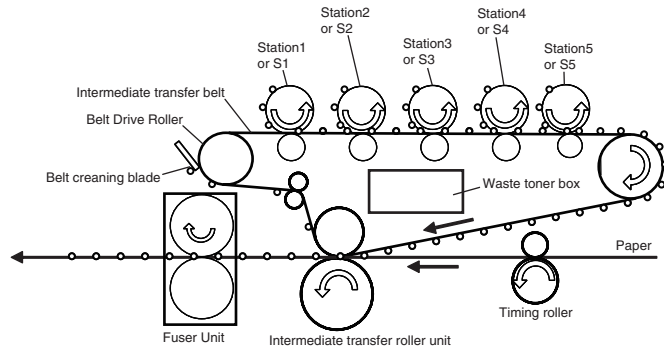 Station1
or S1
Station2
or S2
Station3
or S3
Station4
or S4
Station5
or S5
Intermediate transfer belt
Belt Drive Roller
Belt creaning blade
Waste toner box
Paper
Timing roller
Fuser Unit
Intermediate transfer roller unit